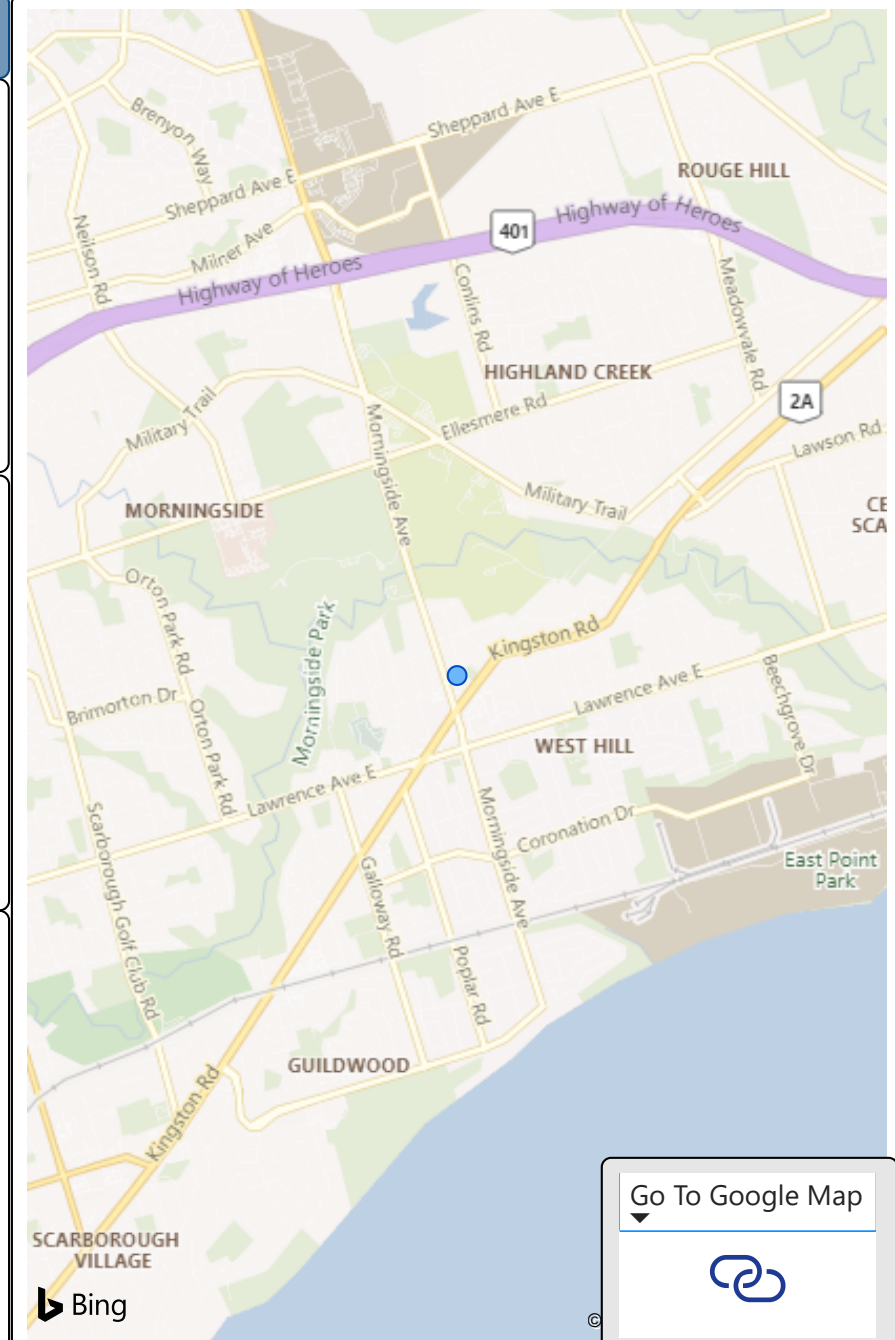 Sheppard Ave E
Brenyon Way
ROUGE HILL
Sheppard Ave E
Highway of Heroes
401
Neilson Rd
Milner Ave
Highway of Heroes
Conlins Rd
Meadowvale Rd
HIGHLAND CREEK
2A
Military Trail
Ellesmere Rd
Morningside Ave
Lawson Rd
Military Trail
MORNINGSIDE
CE
SCA
Orton Park Rd
Morningside Park
Kingston Rd
Brimorton Dr
Orton Park Rd
Lawrence Ave E
Beechgrove Dr
WEST HILL
Lawrence Ave E
Morningside Ave
Coronation Dr
Scarborough Golf Club Rd
Galloway Rd
East Point
Park
Poplar Rd
GUILDWOOD
Kingston Rd
SCARBOROUGH
VILLAGE
Go To Google Map
Bing
©